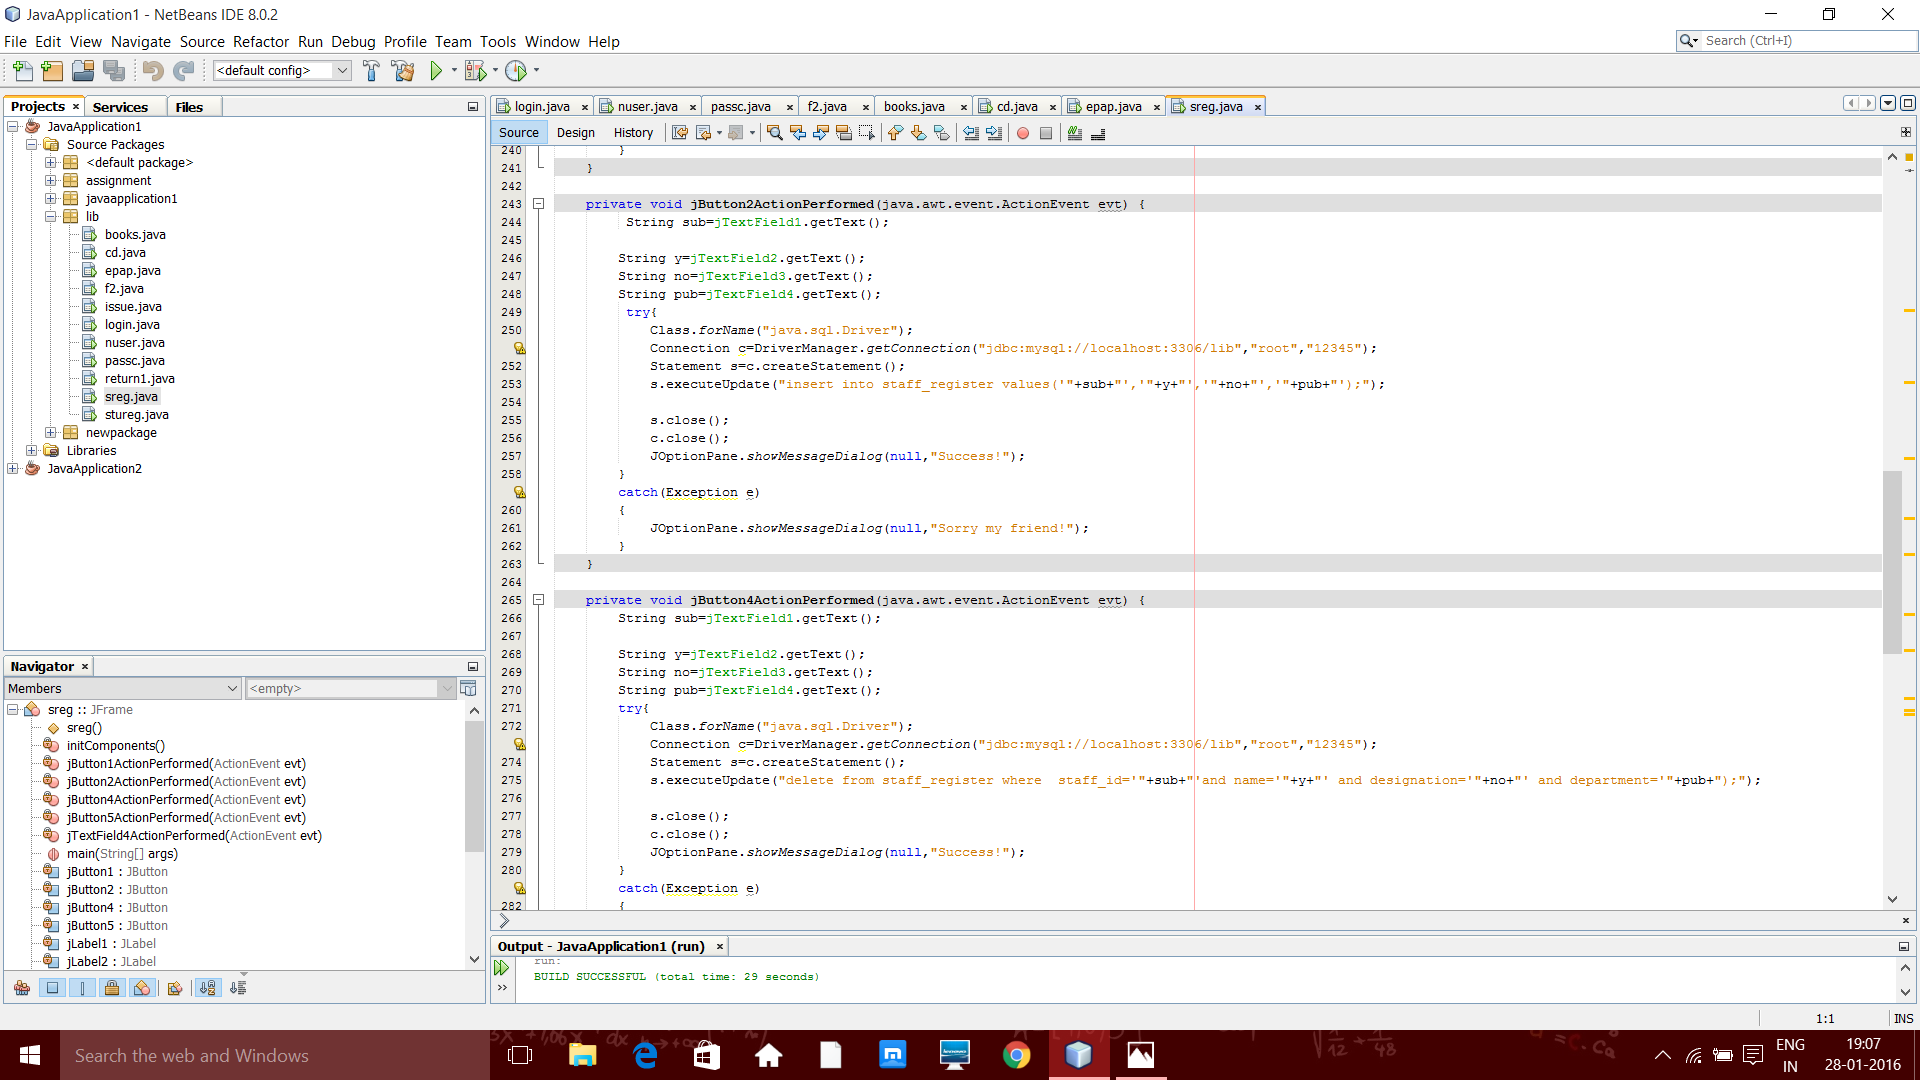 JavaApplication1 - NetBeans IDE 8.0.2
File Edit View Navigate Source Refactor Run Debug Profile Team Tools Window Help
Search (Ctrl+I)
<default config>
Projects × Services Files
JavaApplication1
Source Packages
<default package>
assignment
javaapplication1
lib
books.java
cd.java
epap.java
f2.java
issue.java
login.java
nuser.java
passc.java
return1.java
sreg.java
stureg.java
newpackage
Libraries
JavaApplication2
Navigator ×
Members
<empty>
sreg :: JFrame
sreg()
initComponents()
jButton1ActionPerformed(ActionEvent evt)
jButton2ActionPerformed(ActionEvent evt)
jButton4ActionPerformed(ActionEvent evt)
jButton5ActionPerformed(ActionEvent evt)
jTextField4ActionPerformed(ActionEvent evt)
main(String[] args)
jButton1 : JButton
jButton2 : JButton
jButton4 : JButton
jButton5 : JButton
jLabel1 : JLabel
jLabel2 : JLabel
login.java × nuser.java × passc.java × f2.java × books.java × cd.java × epap.java × sreg.java ×
Source Design History
240 }
241 }
242
243 private void jButton2ActionPerformed(java.awt.event.ActionEvent evt) {
244 String sub=jTextField1.getText();
245
246 String y=jTextField2.getText();
247 String no=jTextField3.getText();
248 String pub=jTextField4.getText();
249 try{
250 Class.forName("java.sql.Driver");
Connection c=DriverManager.getConnection("jdbc:mysql://localhost:3306/lib","root","12345");
252 Statement s=c.createStatement();
253 s.executeUpdate("insert into staff_register values('"+sub+"','"+y+"','"+no+"','"+pub+"');");
254
255 s.close();
256 c.close();
257 JOptionPane.showMessageDialog(null,"Success!");
258 }
catch(Exception e)
260 {
261 JOptionPane.showMessageDialog(null,"Sorry my friend!");
262 }
263 }
264
265 private void jButton4ActionPerformed(java.awt.event.ActionEvent evt) {
266 String sub=jTextField1.getText();
267
268 String y=jTextField2.getText();
269 String no=jTextField3.getText();
270 String pub=jTextField4.getText();
271 try{
272 Class.forName("java.sql.Driver");
Connection c=DriverManager.getConnection("jdbc:mysql://localhost:3306/lib","root","12345");
274 Statement s=c.createStatement();
275 s.executeUpdate("delete from staff_register where  staff_id='"+sub+"'and name='"+y+"' and designation='"+no+"' and department='"+pub+");");
276
277 s.close();
278 c.close();
279 JOptionPane.showMessageDialog(null,"Success!");
280 }
catch(Exception e)
282 {
Output - JavaApplication1 (run) ×
run:
BUILD SUCCESSFUL (total time: 29 seconds)
1:1 INS
Search the web and Windows
ENG
IN
19:07
28-01-2016